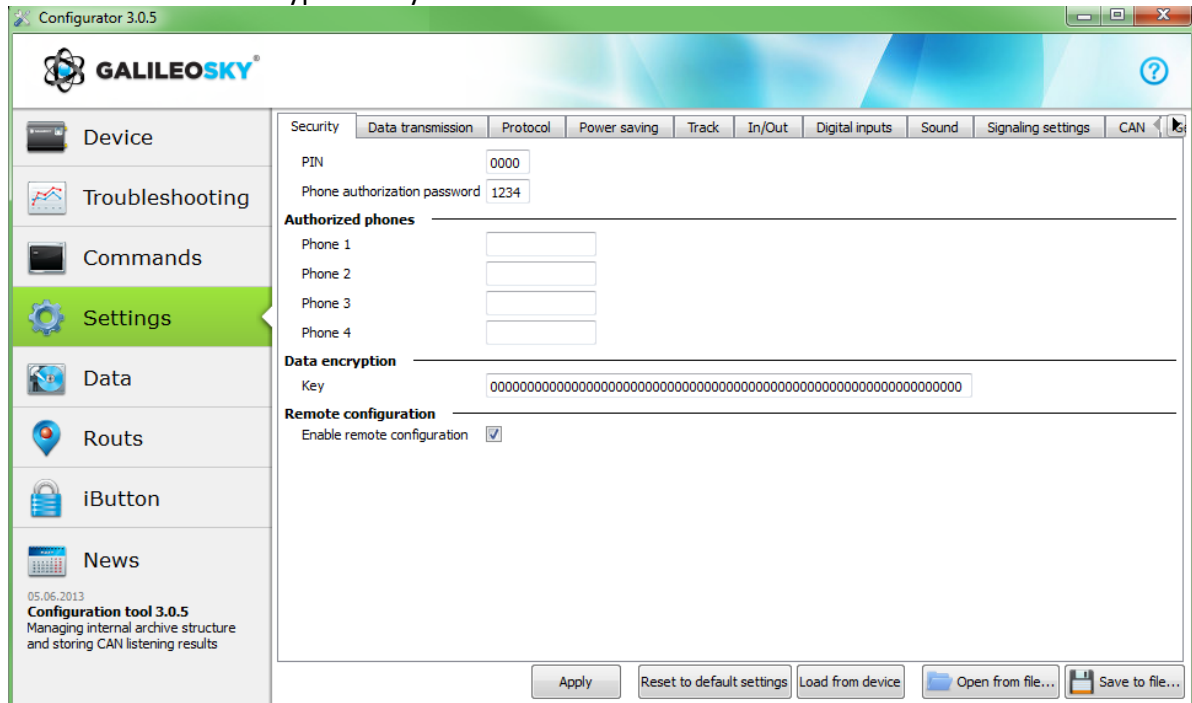 Configurator 3.0.5
GALILEOSKY®
Device
Troubleshooting
Commands
Settings
Data
Routs
iButton
News
05.06.2013
Configuration tool 3.0.5
Managing internal archive structure
and storing CAN listening results
Security Data transmission Protocol Power saving Track In/Out Digital inputs Sound Signaling settings CAN
PIN 0000
Phone authorization password 1234
Authorized phones
Phone 1
Phone 2
Phone 3
Phone 4
Data encryption
Key 0000000000000000000000000000000000000000000000000000000000000000
Remote configuration
Enable remote configuration
Apply Reset to default settings Load from device Open from file... Save to file...